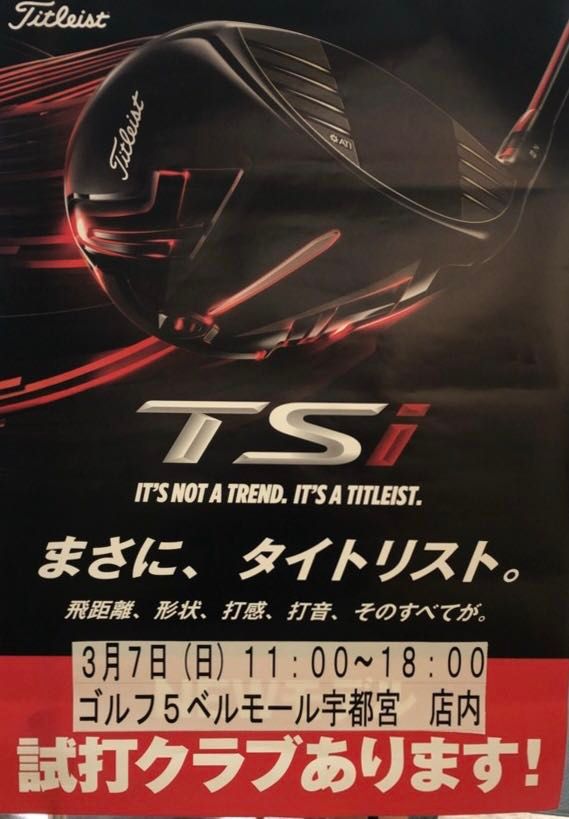 Titleist
Titleist
ATI
TSi
IT'S NOT A TREND. IT'S A TITLEIST.
まさに、タイトリスト。
飛距離、形状、打感、打音、そのすべてが。
3月7日(日) 11:00~18:00
ゴルフ5ベルモール宇都宮 店内
試打クラブあります!